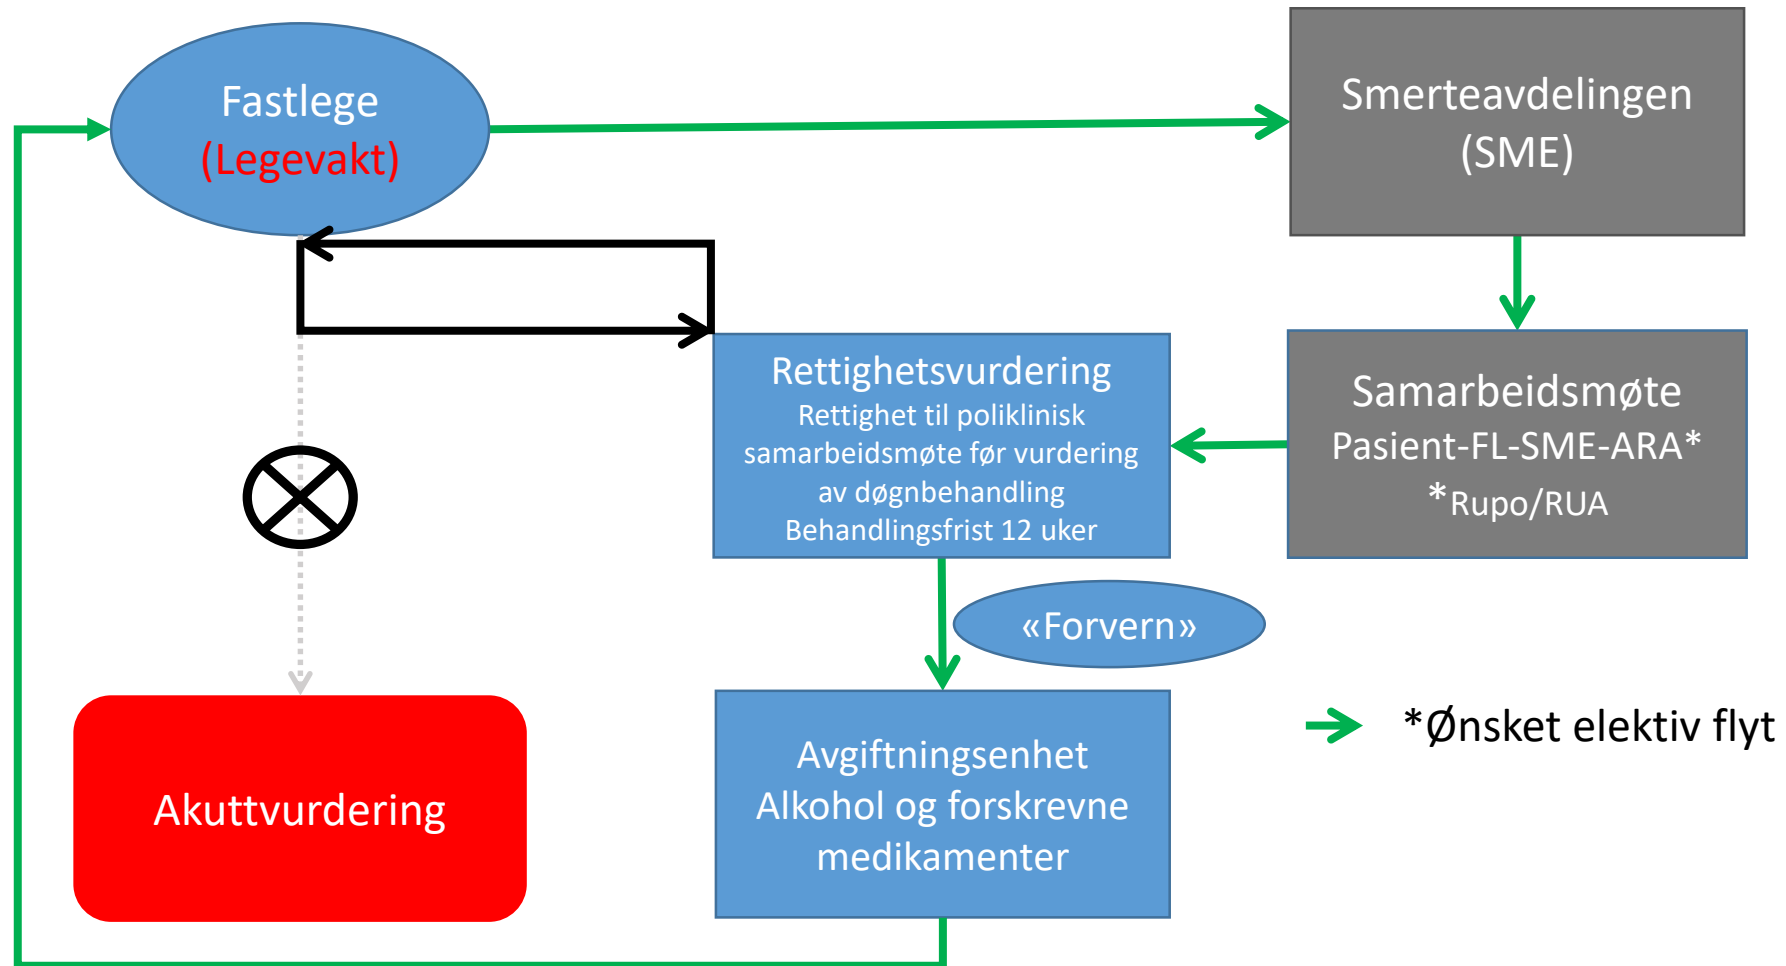 Fastlege
(Legevakt)
Smerteavdelingen
(SME)
Rettighetsvurdering
Rettighet til poliklinisk
samarbeidsmøte før vurdering
av døgnbehandling
Behandlingsfrist 12 uker
Samarbeidsmøte
Pasient-FL-SME-ARA*
*Rupo/RUA
«Forvern»
Avgiftningsenhet
Alkohol og forskrevne
medikamenter
*Ønsket elektiv flyt
Akuttvurdering